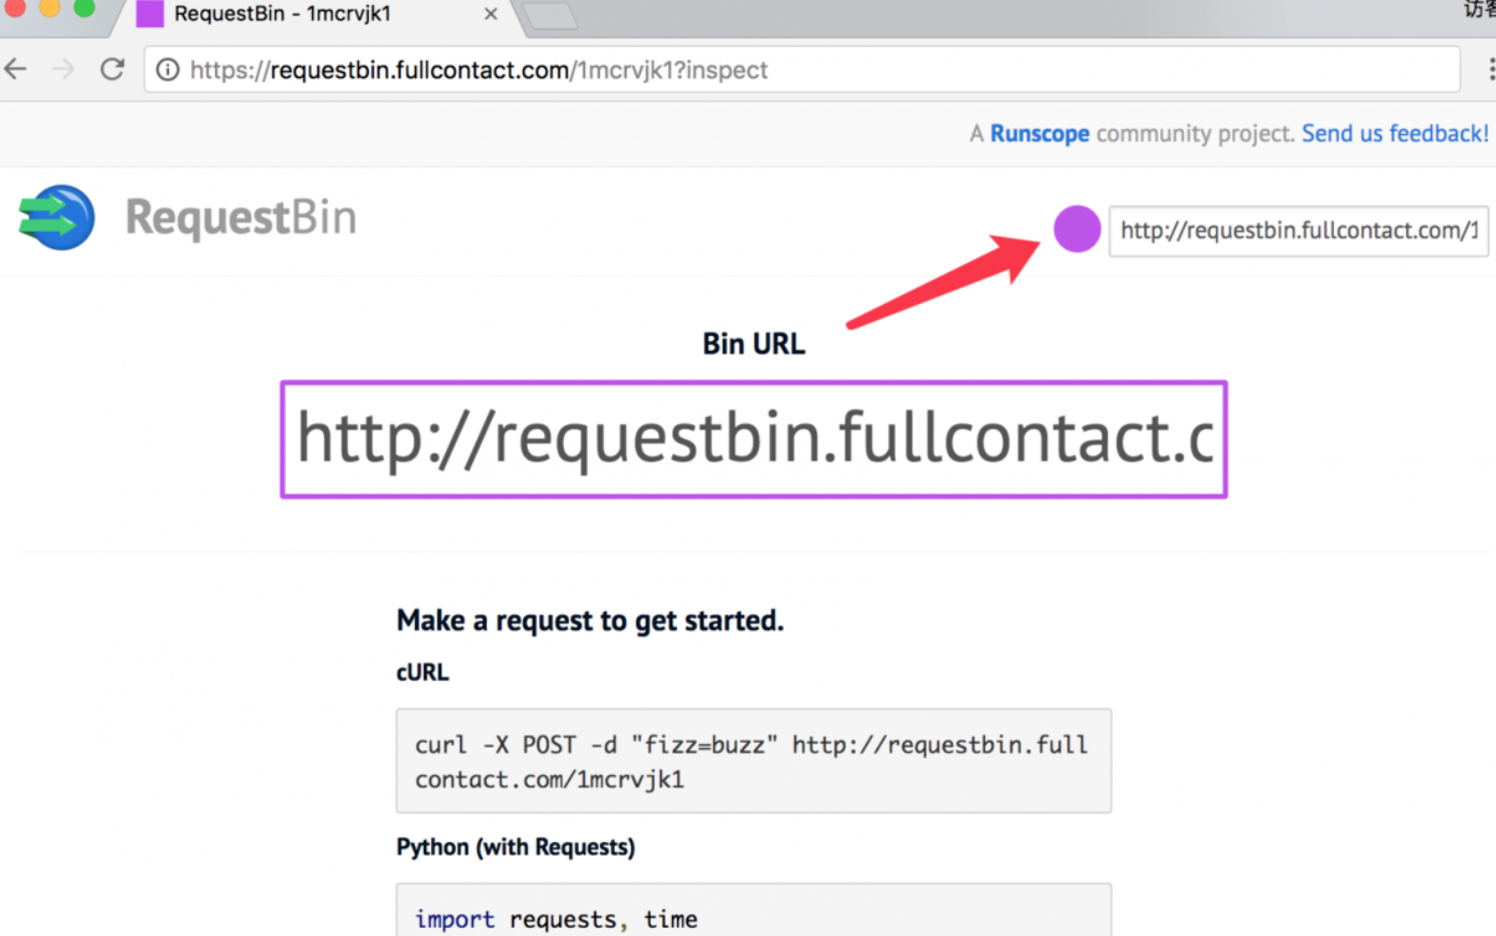 RequestBin - 1mcrvjk1
访客
https://requestbin.fullcontact.com/1mcrvjk1?inspect
A Runscope community project. Send us feedback!
RequestBin
http://requestbin.fullcontact.com/1
Bin URL
http://requestbin.fullcontact.c
Make a request to get started.
cURL
curl -X POST -d "fizz=buzz" http://requestbin.full
contact.com/1mcrvjk1
Python (with Requests)
import requests, time